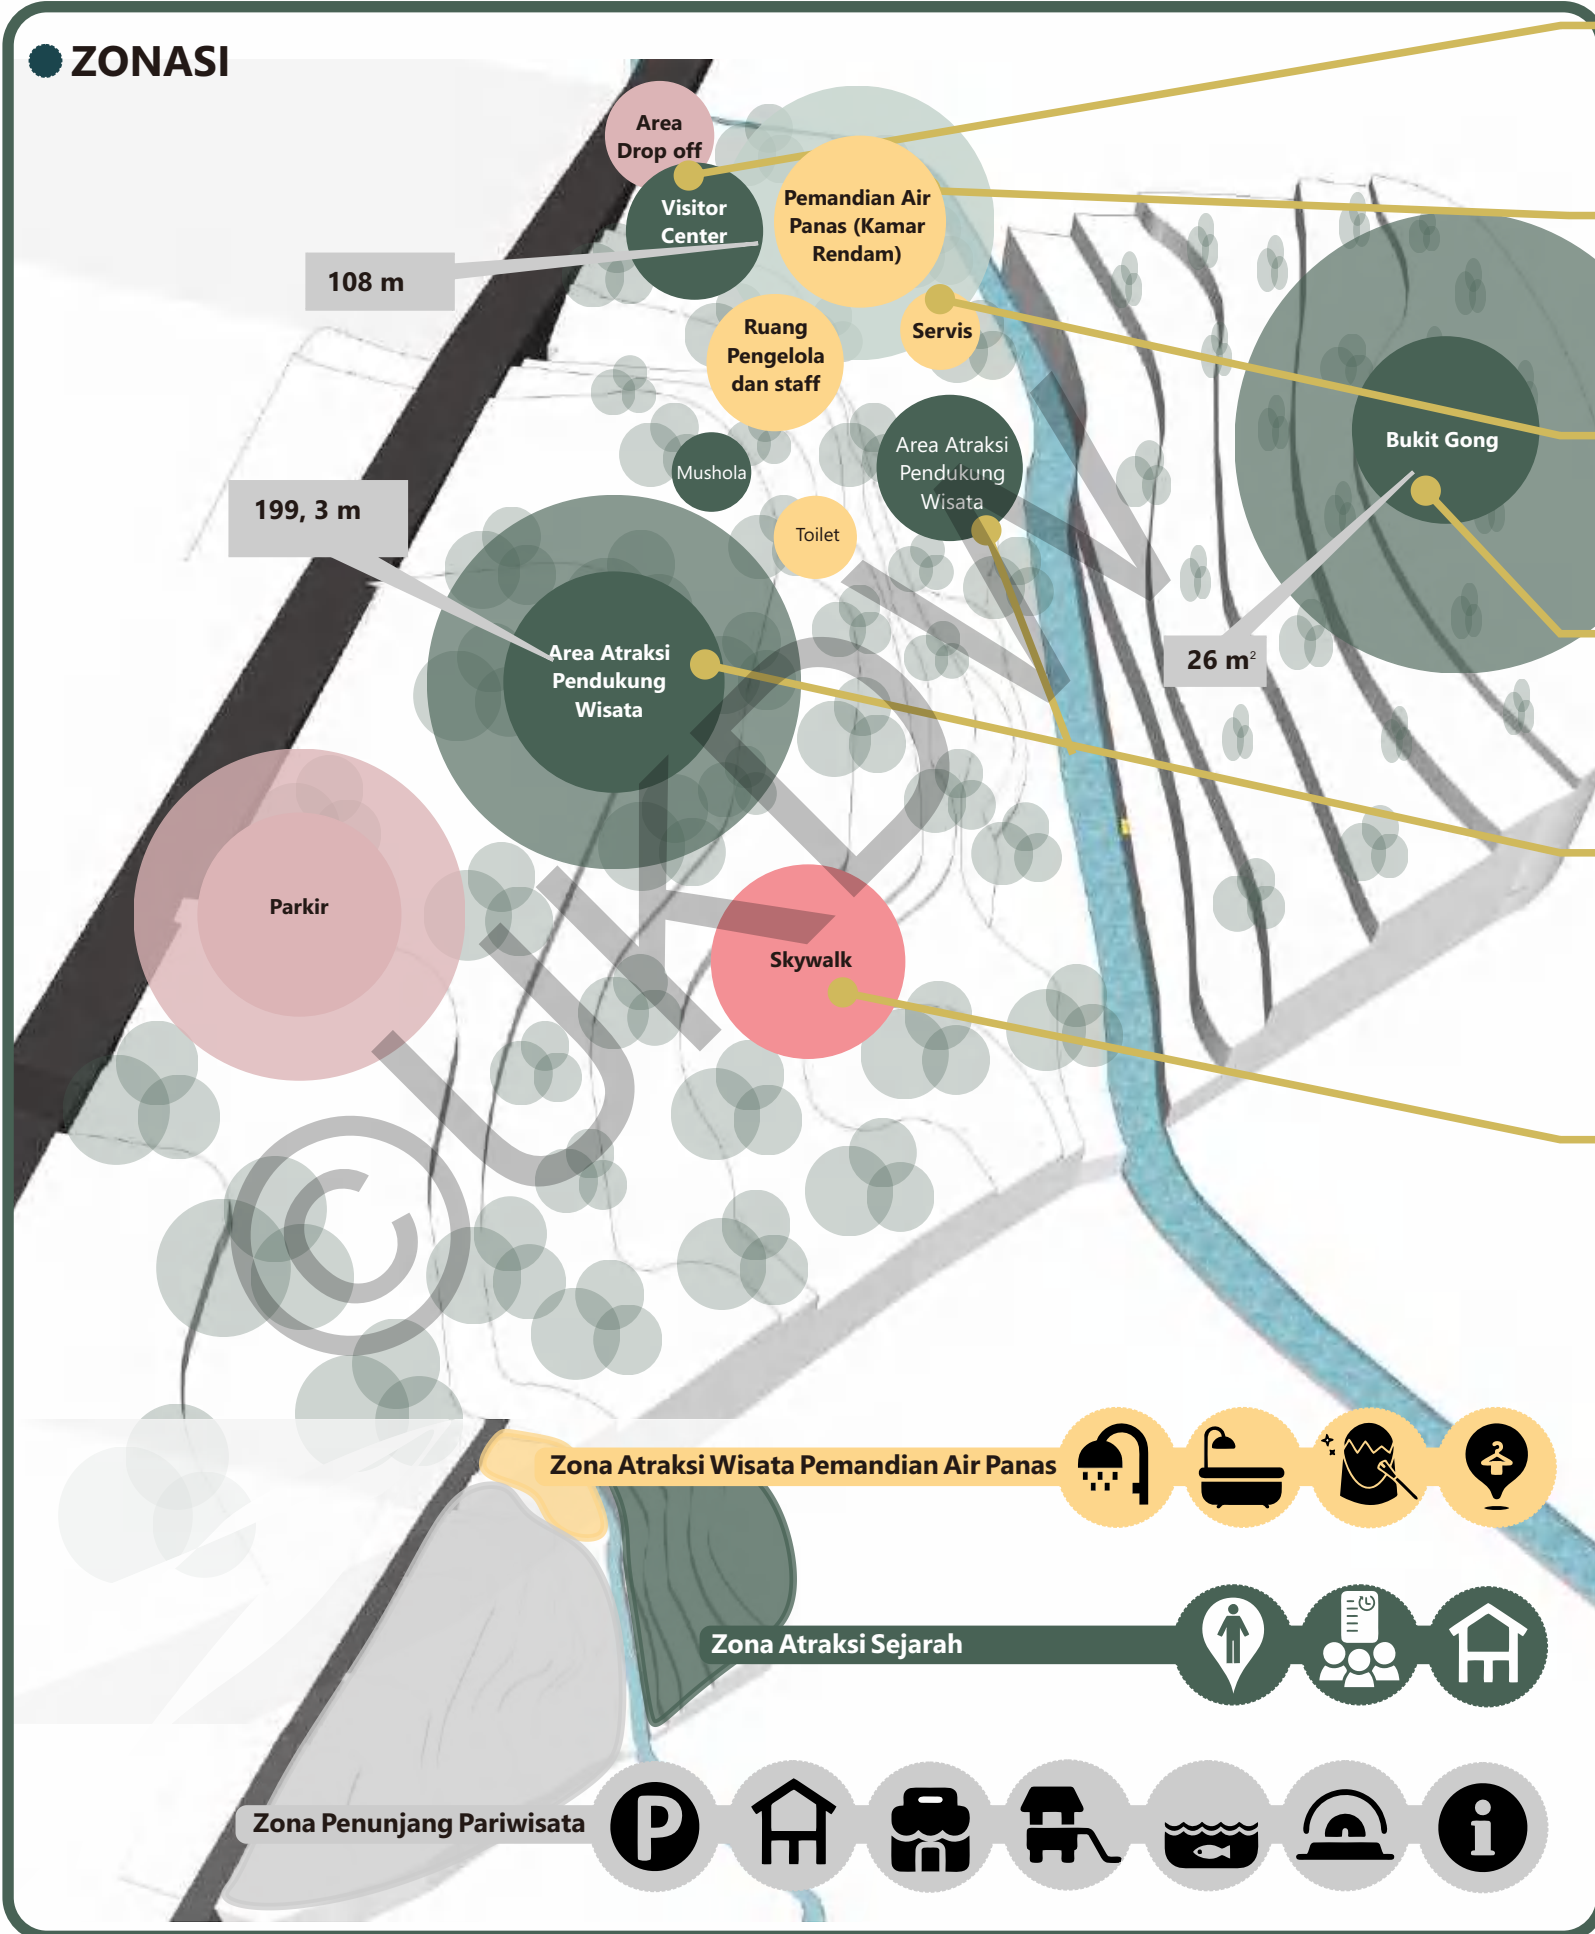 ZONASI
Area
Drop off
Visitor
Center
Pemandian Air
Panas (Kamar
Rendam)
108 m
Ruang
Pengelola
dan staff
Servis
Bukit Gong
Area Atraksi
Pendukung
Wisata
Mushola
199, 3 m
Toilet
26 m²
Area Atraksi
Pendukung
Wisata
Parkir
Skywalk
© UKDW
Zona Atraksi Wisata Pemandian Air Panas
Zona Atraksi Sejarah
Zona Penunjang Pariwisata
P
i